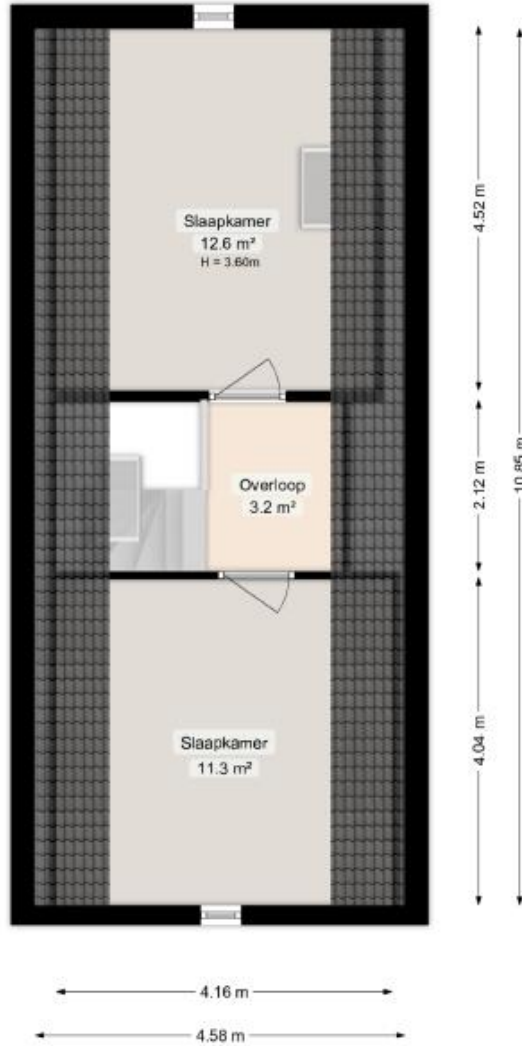 Slaapkamer
12.6 m²
H = 3.60m
4.52 m
Overloop
3.2 m²
2.12 m
10.85 m
Slaapkamer
11.3 m²
4.04 m
4.16 m
4.58 m